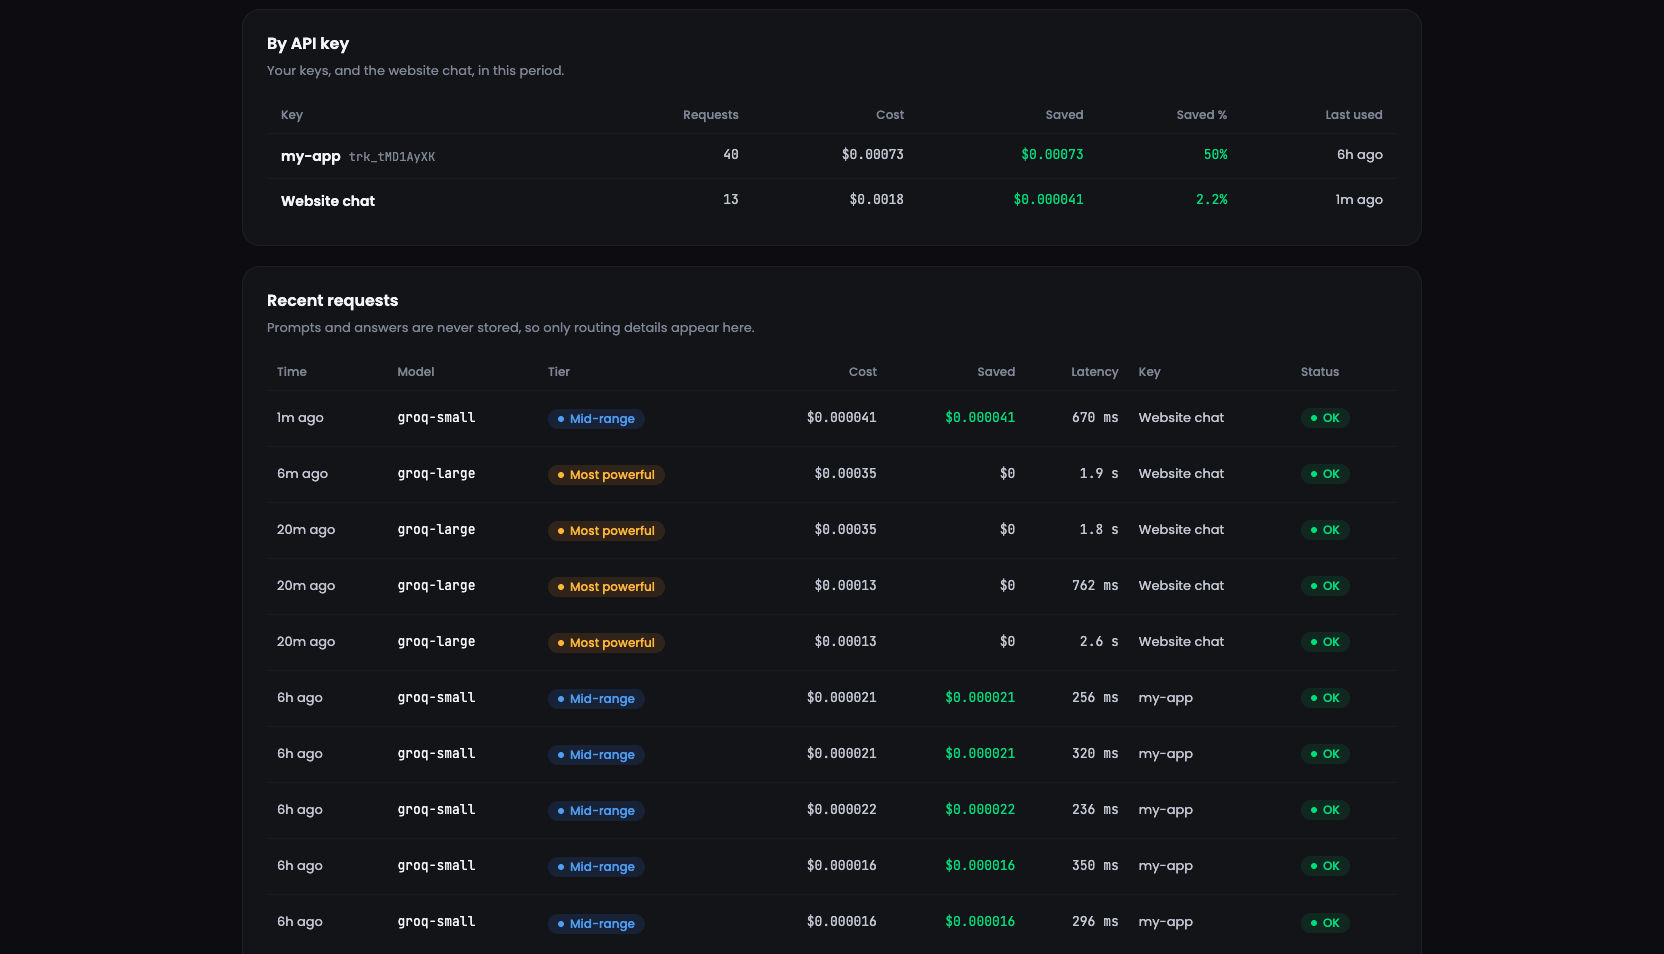 By API key
Your keys, and the website chat, in this period.
Key Requests Cost Saved Saved % Last used
my-app trk_tMD1AyXK 40 $0.00073 $0.00073 50% 6h ago
Website chat 13 $0.0018 $0.000041 2.2% 1m ago
Recent requests
Prompts and answers are never stored, so only routing details appear here.
Time Model Tier Cost Saved Latency Key Status
1m ago groq-small Mid-range $0.000041 $0.000041 670 ms Website chat OK
6m ago groq-large Most powerful $0.00035 $0 1.9 s Website chat OK
20m ago groq-large Most powerful $0.00035 $0 1.8 s Website chat OK
20m ago groq-large Most powerful $0.00013 $0 762 ms Website chat OK
20m ago groq-large Most powerful $0.00013 $0 2.6 s Website chat OK
6h ago groq-small Mid-range $0.000021 $0.000021 256 ms my-app OK
6h ago groq-small Mid-range $0.000021 $0.000021 320 ms my-app OK
6h ago groq-small Mid-range $0.000022 $0.000022 236 ms my-app OK
6h ago groq-small Mid-range $0.000016 $0.000016 350 ms my-app OK
6h ago groq-small Mid-range $0.000016 $0.000016 296 ms my-app OK